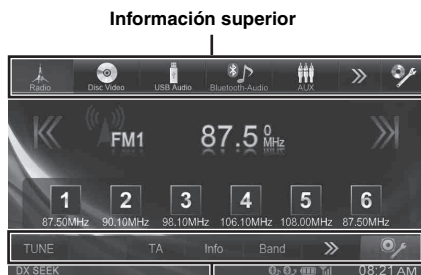 Información superior
Radio Disc Video USB Audio Bluetooth-Audio AUX
FM1 87.50 MHz
1 2 3 4 5 6
87.50MHz 90.10MHz 98.10MHz 106.10MHz 108.00MHz 87.50MHz
TUNE TA Info Band
DX SEEK 08:21 AM